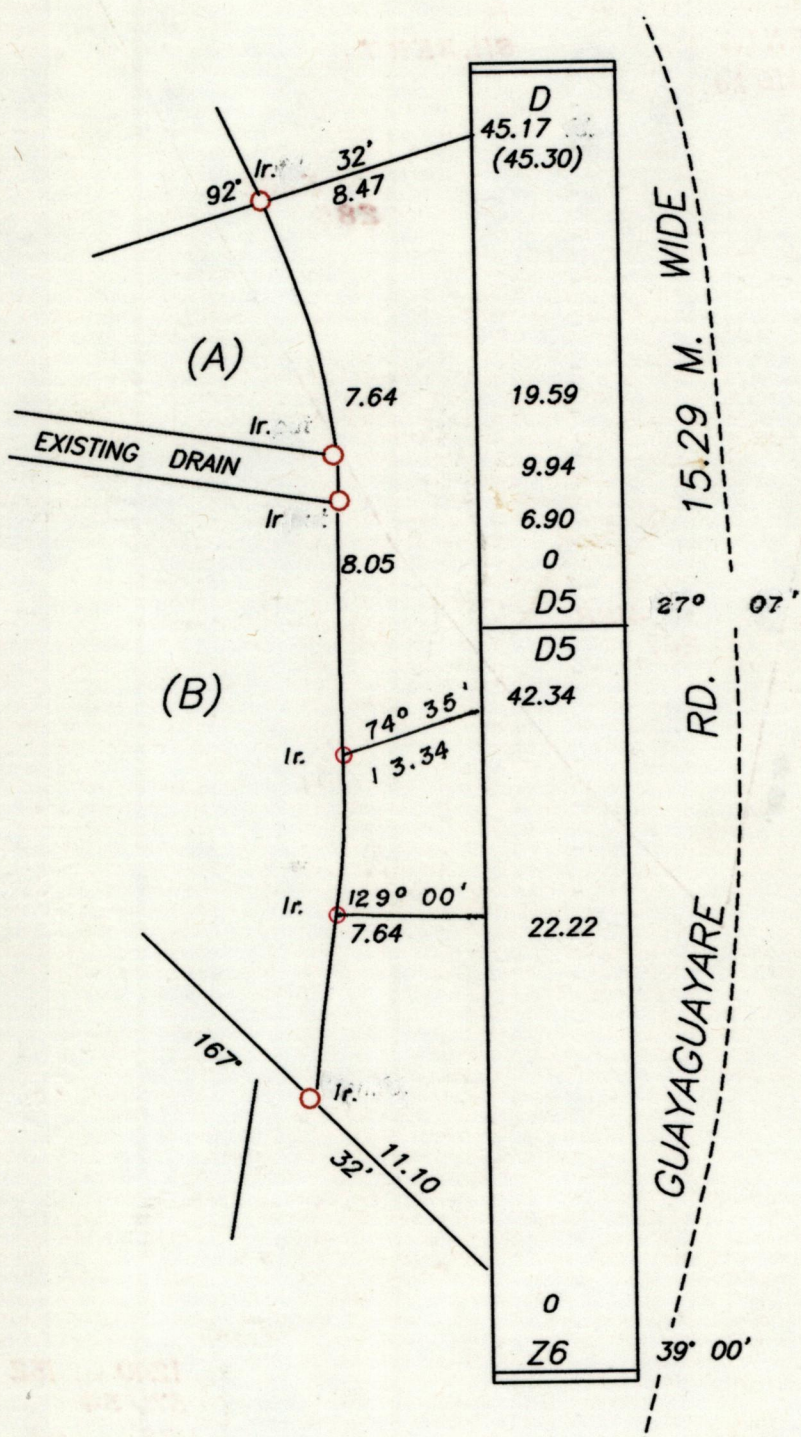 D
45.17
(45.30)
Ir.
92° 32'
8.47
(A)
7.64
19.59
Ir.
EXISTING DRAIN
9.94
Ir
6.90
8.05
0
D5
27° 07'
D5
(B)
42.34
74° 35'
Ir.
13.34
Ir.
129° 00'
7.64
22.22
167°
Ir.
32'
11.10
0
Z6
39° 00'
GUAYAGUAYARE RD. 15.29 M. WIDE